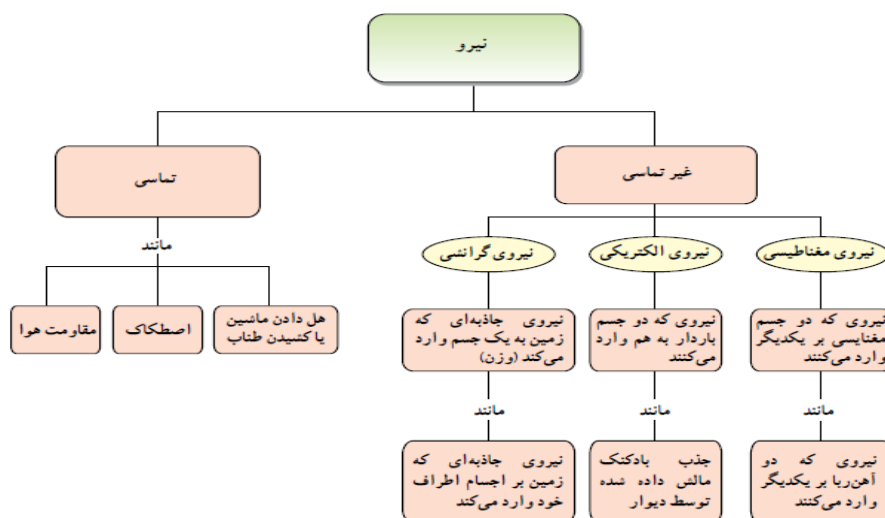 نیرو
غیر تماسی
تماسی
مانند
هل دادن ماشین
یا کشیدن طناب
اصطکاک
مقاومت هوا
نیروی مغناطیسی
نیروی الکتریکی
نیروی گرانشی
نیروی که دو جسم
مغنایسی بر یکدیگر
وارد می‌کنند
نیروی که دو جسم
باردار به هم وارد
می‌کنند
نیروی جاذبه‌ای که
زمین به یک جسم وارد
می‌کند (وزن)
مانند
مانند
مانند
نیروی که دو
آهن‌ربا بر یکدیگر
وارد می‌کنند
جذب بادکنک
مالش داده شده
توسط دیوار
نیروی جاذبه‌ای که
زمین بر اجسام اطراف
خود وارد می‌کند